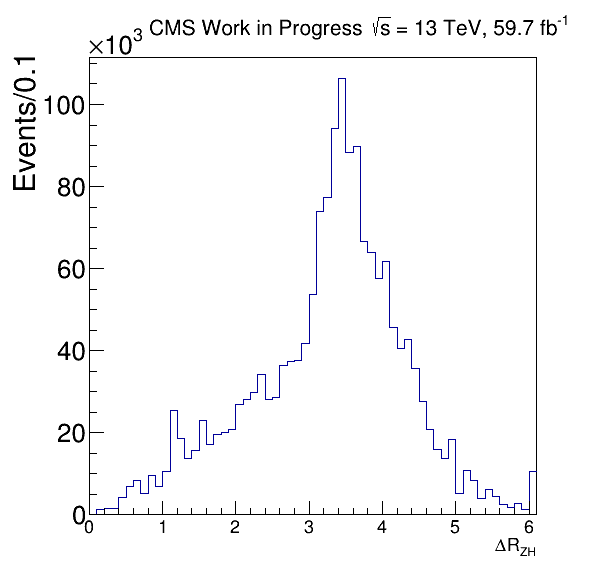 ×10³ CMS Work in Progress √s = 13 TeV, 59.7 fb⁻¹
Events/0.1
100
80
60
40
20
0
0 1 2 3 4 5 6
ΔR_ZH